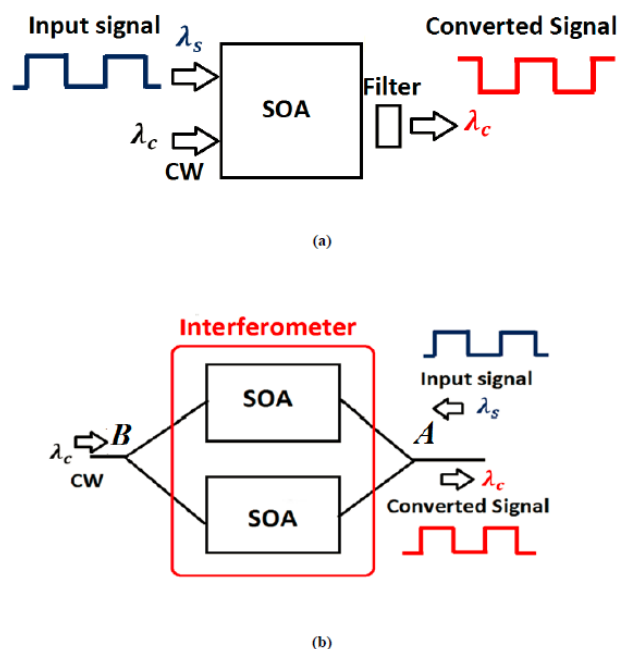 Input signal
Converted Signal
λs
Filter
SOA
λc
λc
CW
(a)
Interferometer
SOA
Input signal
λs
B
A
λc
λc
CW
Converted Signal
SOA
(b)